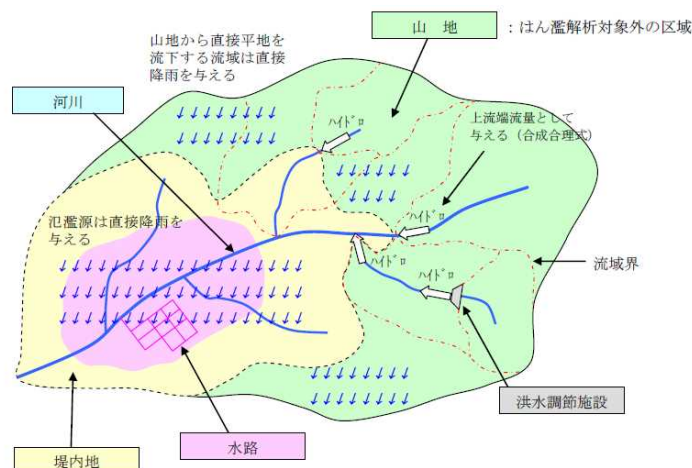 山 地
：はん濫解析対象外の区域
山地から直接平地を
流下する流域は直接
降雨を与える
河川
ﾊｲﾄﾞﾛ
上流端流量として
与える（合成合理式）
氾濫源は直接降雨を
与える
ﾊｲﾄﾞﾛ
ﾊｲﾄﾞﾛ
ﾊｲﾄﾞﾛ
流域界
洪水調節施設
水路
堤内地